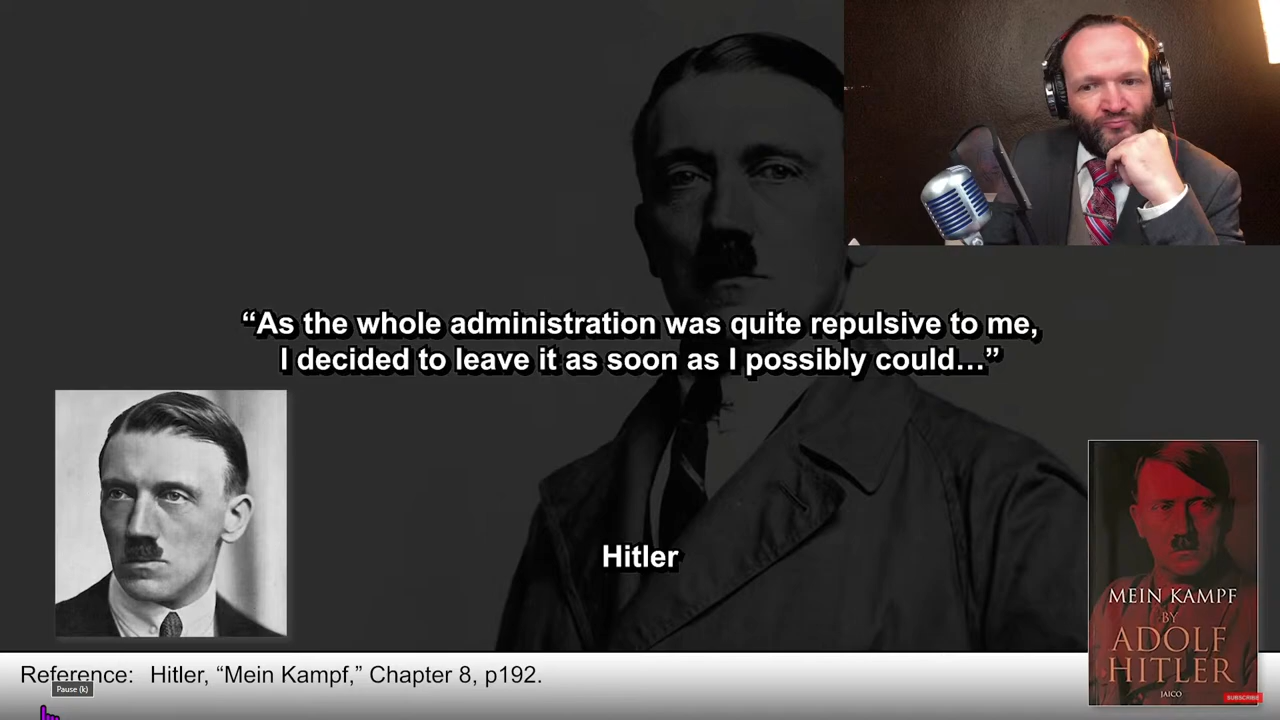 “As the whole administration was quite repulsive to me,
I decided to leave it as soon as I possibly could…”
Hitler
MEIN KAMPF
BY
ADOLF
HITLER
JAICO
SUBSCRIBE
Reference: Hitler, “Mein Kampf,” Chapter 8, p192.
Pause (k)